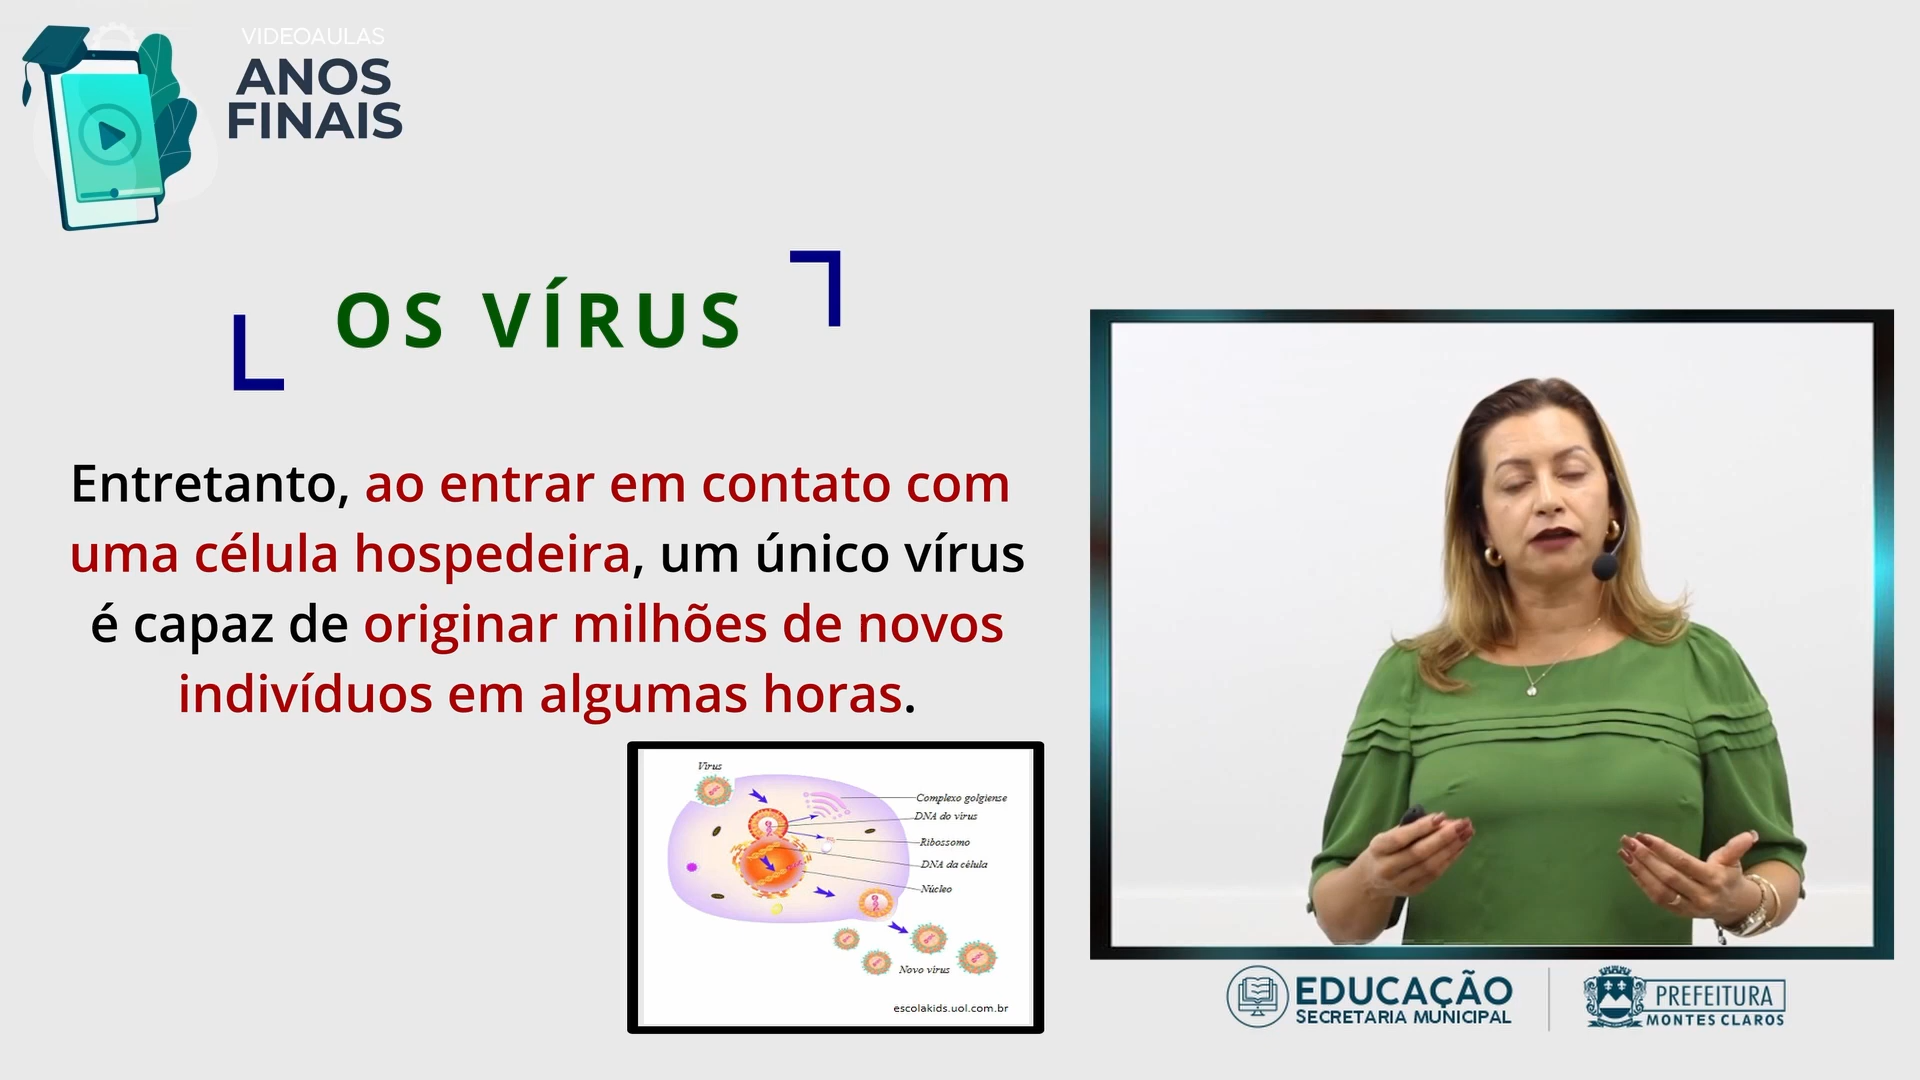 VIDEOAULAS
ANOS
FINAIS
OS VÍRUS
Entretanto, ao entrar em contato com
uma célula hospedeira, um único vírus
é capaz de originar milhões de novos
indivíduos em algumas horas.
Vírus
Complexo golgiense
DNA do vírus
Ribossomo
DNA da célula
Núcleo
Novo vírus
escolakids.uol.com.br
EDUCAÇÃO
SECRETARIA MUNICIPAL
PREFEITURA
MONTES CLAROS